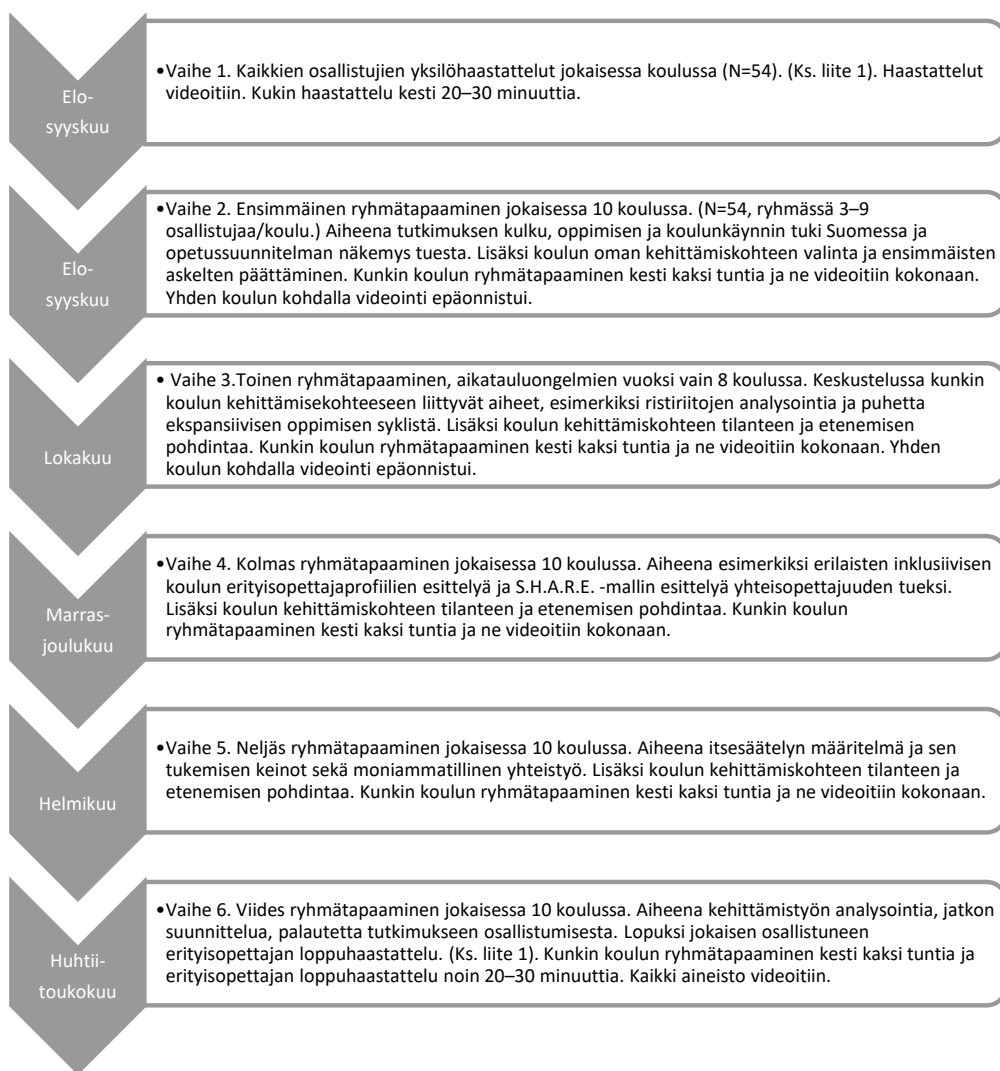 Elo-
syyskuu
•Vaihe 1. Kaikkien osallistujien yksilöhaastattelut jokaisessa koulussa (N=54). (Ks. liite 1). Haastattelut
videoitiin. Kukin haastattelu kesti 20–30 minuuttia.
Elo-
syyskuu
•Vaihe 2. Ensimmäinen ryhmätapaaminen jokaisessa 10 koulussa. (N=54, ryhmässä 3–9
osallistujaa/koulu.) Aiheena tutkimuksen kulku, oppimisen ja koulunkäynnin tuki Suomessa ja
opetussuunnitelman näkemys tuesta. Lisäksi koulun oman kehittämiskohteen valinta ja ensimmäisten
askelten päättäminen. Kunkin koulun ryhmätapaaminen kesti kaksi tuntia ja ne videoitiin kokonaan.
Yhden koulun kohdalla videointi epäonnistui.
Lokakuu
• Vaihe 3.Toinen ryhmätapaaminen, aikatauluongelmien vuoksi vain 8 koulussa. Keskustelussa kunkin
koulun kehittämisekohteeseen liittyvät aiheet, esimerkiksi ristiriitojen analysointia ja puhetta
ekspansiivisen oppimisen syklistä. Lisäksi koulun kehittämiskohteen tilanteen ja etenemisen
pohdintaa. Kunkin koulun ryhmätapaaminen kesti kaksi tuntia ja ne videoitiin kokonaan. Yhden
koulun kohdalla videointi epäonnistui.
Marras-
joulukuu
•Vaihe 4. Kolmas ryhmätapaaminen jokaisessa 10 koulussa. Aiheena esimerkiksi erilaisten inklusiivisen
koulun erityisopettajaprofiilien esittelyä ja S.H.A.R.E. -mallin esittelyä yhteisopettajuuden tueksi.
Lisäksi koulun kehittämiskohteen tilanteen ja etenemisen pohdintaa. Kunkin koulun
ryhmätapaaminen kesti kaksi tuntia ja ne videoitiin kokonaan.
Helmikuu
•Vaihe 5. Neljäs ryhmätapaaminen jokaisessa 10 koulussa. Aiheena itsesäätelyn määritelmä ja sen
tukemisen keinot sekä moniammatillinen yhteistyö. Lisäksi koulun kehittämiskohteen tilanteen ja
etenemisen pohdintaa. Kunkin koulun ryhmätapaaminen kesti kaksi tuntia ja ne videoitiin kokonaan.
Huhtii-
toukokuu
•Vaihe 6. Viides ryhmätapaaminen jokaisessa 10 koulussa. Aiheena kehittämistyön analysointia, jatkon
suunnittelua, palautetta tutkimukseen osallistumisesta. Lopuksi jokaisen osallistuneen
erityisopettajan loppuhaastattelu. (Ks. liite 1). Kunkin koulun ryhmätapaaminen kesti kaksi tuntia ja
erityisopettajan loppuhaastattelu noin 20–30 minuuttia. Kaikki aineisto videoitiin.